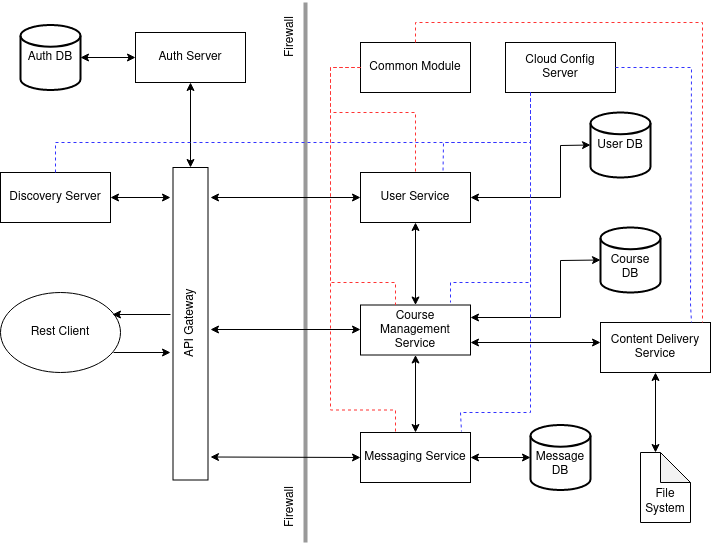 Firewall
Auth DB
Auth Server
Common Module
Cloud Config
Server
User DB
Discovery Server
User Service
Course
DB
API Gateway
Rest Client
Course
Management
Service
Content Delivery
Service
Messaging Service
Message
DB
File
System
Firewall